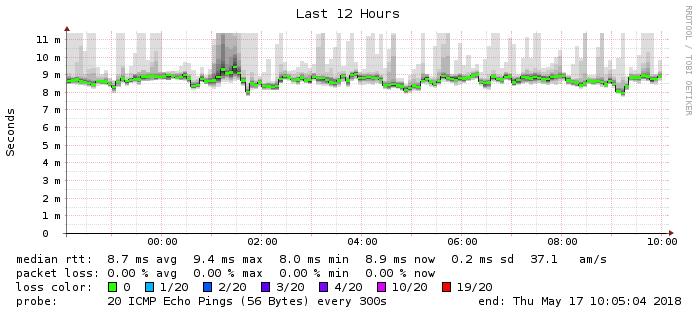 Last 12 Hours
RRDTOOL / TOBI OETIKER
Seconds
11 m
10 m
9 m
8 m
7 m
6 m
5 m
4 m
3 m
2 m
1 m
0
00:00 02:00 04:00 06:00 08:00 10:00
median rtt: 8.7 ms avg 9.4 ms max 8.0 ms min 8.9 ms now 0.2 ms sd 37.1 am/s
packet loss: 0.00 % avg 0.00 % max 0.00 % min 0.00 % now
loss color: 0 1/20 2/20 3/20 4/20 10/20 19/20
probe: 20 ICMP Echo Pings (56 Bytes) every 300s end: Thu May 17 10:05:04 2018